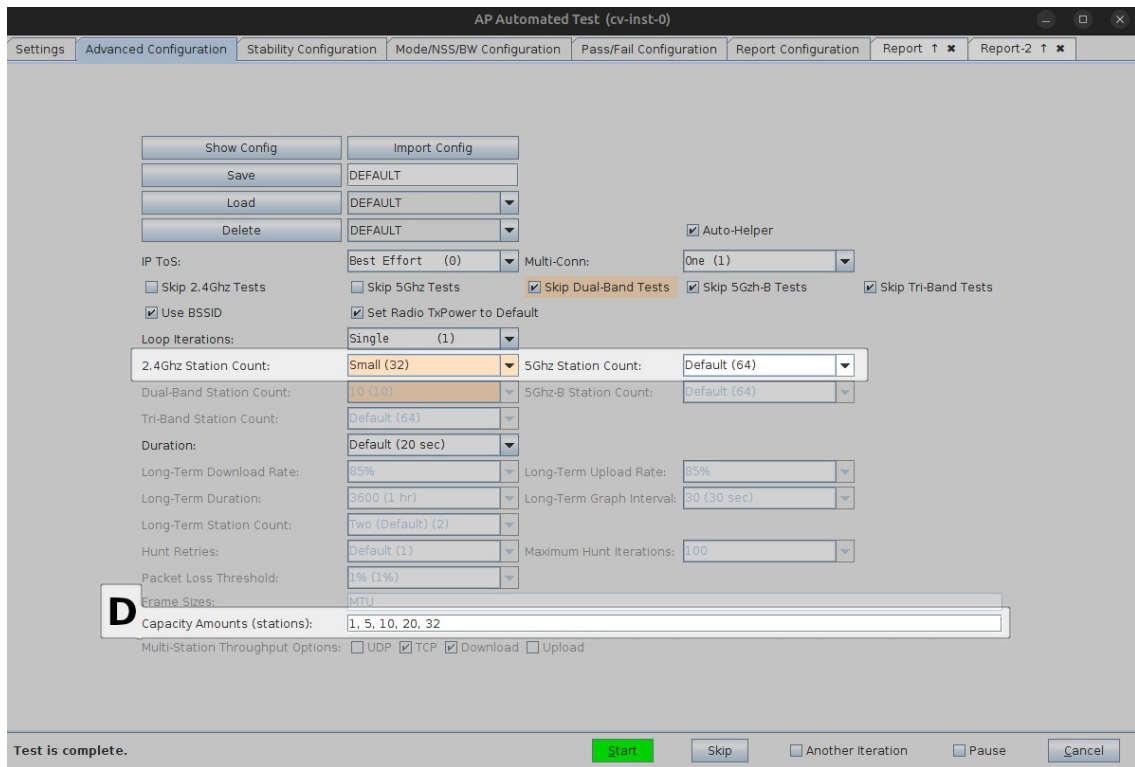 AP Automated Test (cv-inst-0)
Settings Advanced Configuration Stability Configuration Mode/NSS/BW Configuration Pass/Fail Configuration Report Configuration Report ↑ ✖ Report-2 ↑ ✖
Show Config Import Config
Save DEFAULT
Load DEFAULT
Delete DEFAULT Auto-Helper
IP ToS: Best Effort (0) Multi-Conn: One (1)
Skip 2.4Ghz Tests Skip 5Ghz Tests Skip Dual-Band Tests Skip 5Gzh-B Tests Skip Tri-Band Tests
Use BSSID Set Radio TxPower to Default
Loop Iterations: Single (1)
2.4Ghz Station Count: Small (32) 5Ghz Station Count: Default (64)
Dual-Band Station Count: 10 (10) 5Ghz-B Station Count: Default (64)
Tri-Band Station Count: Default (64)
Duration: Default (20 sec)
Long-Term Download Rate: 85% Long-Term Upload Rate: 85%
Long-Term Duration: 3600 (1 hr) Long-Term Graph Interval: 30 (30 sec)
Long-Term Station Count: Two (Default) (2)
Hunt Retries: Default (1) Maximum Hunt Iterations: 100
Packet Loss Threshold: 1% (1%)
D
Frame Sizes: MTU
Capacity Amounts (stations): 1, 5, 10, 20, 32
Multi-Station Throughput Options: UDP TCP Download Upload
Test is complete. Start Skip Another Iteration Pause Cancel